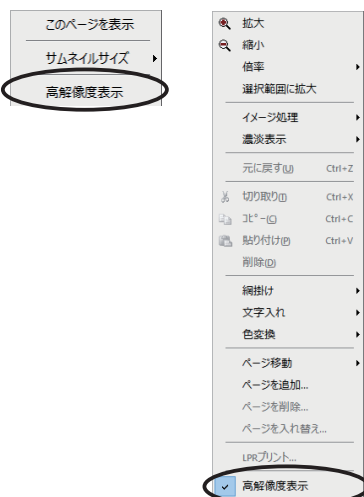 このページを表示
サムネイルサイズ
高解像度表示
拡大
縮小
倍率
選択範囲に拡大
イメージ処理
濃淡表示
元に戻す(U) Ctrl+Z
切り取り(T) Ctrl+X
ｺﾋﾟｰ(C) Ctrl+C
貼り付け(P) Ctrl+V
削除(D)
網掛け
文字入れ
色変換
ページ移動
ページを追加...
ページを削除...
ページを入れ替え...
LPRプリント...
高解像度表示